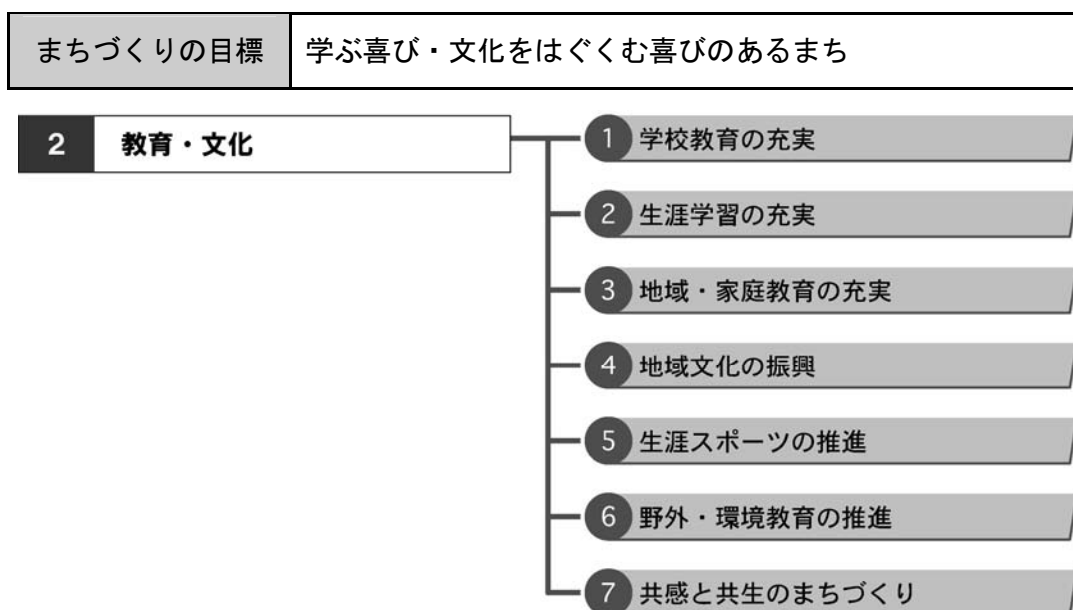 まちづくりの目標 学ぶ喜び・文化をはぐくむ喜びのあるまち
2 教育・文化
1 学校教育の充実
2 生涯学習の充実
3 地域・家庭教育の充実
4 地域文化の振興
5 生涯スポーツの推進
6 野外・環境教育の推進
7 共感と共生のまちづくり